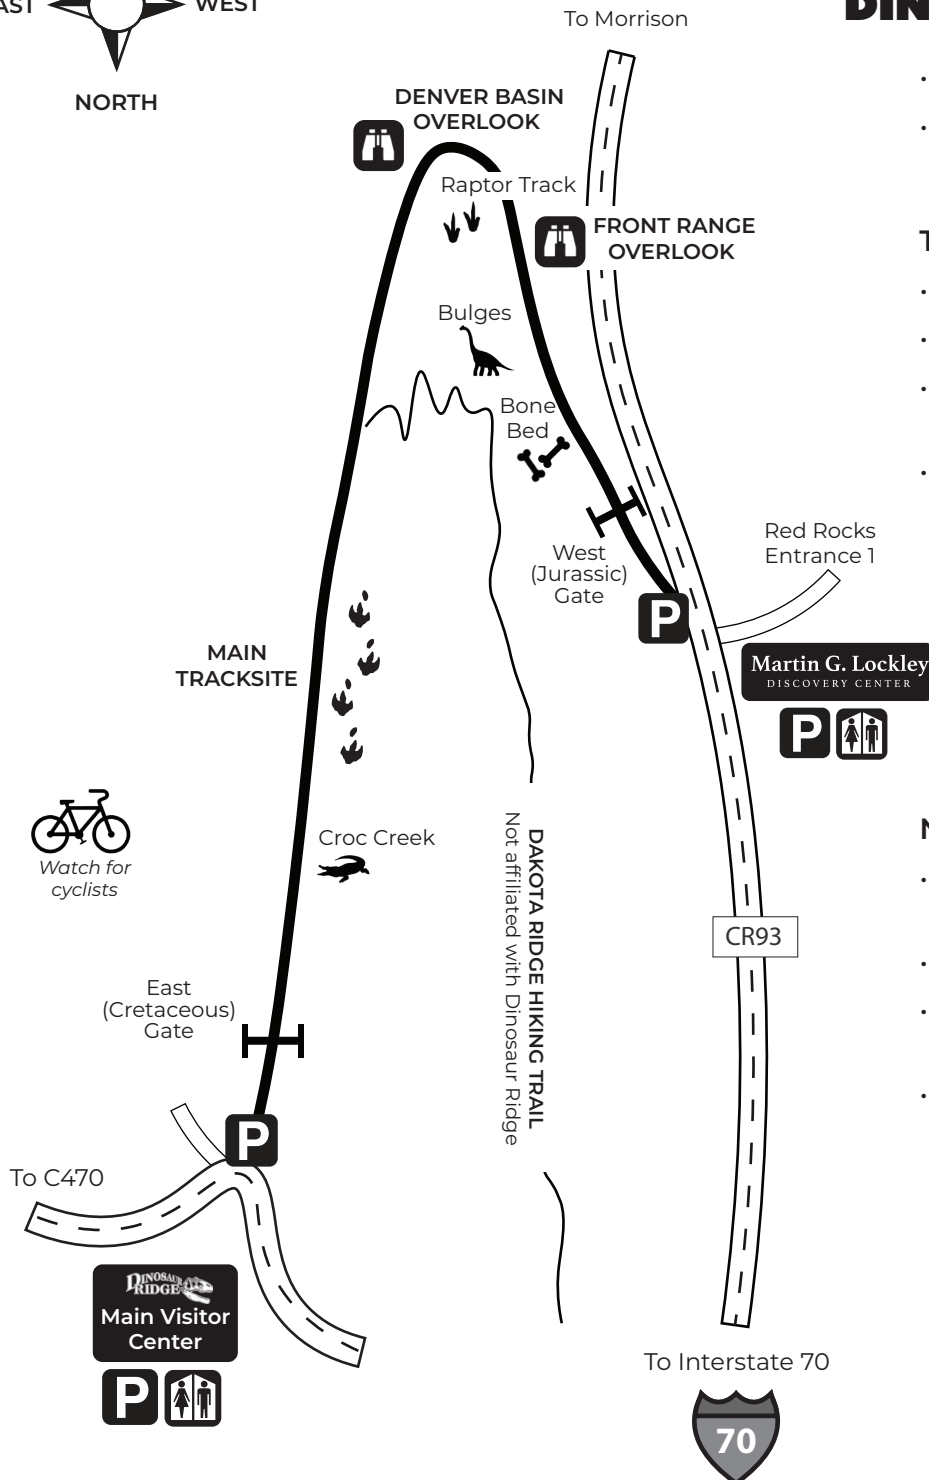 WEST
To Morrison
NORTH
DENVER BASIN
OVERLOOK
Raptor Track
FRONT RANGE
OVERLOOK
Bulges
Bone
Bed
West
(Jurassic)
Gate
P
Red Rocks
Entrance 1
Martin G. Lockley
DISCOVERY CENTER
P
MAIN
TRACKSITE
Watch for
cyclists
Croc Creek
DAKOTA RIDGE HIKING TRAIL
Not affiliated with Dinosaur Ridge
CR93
East
(Cretaceous)
Gate
P
To C470
DINOSAUR
RIDGE
Main Visitor
Center
P
To Interstate 70
70